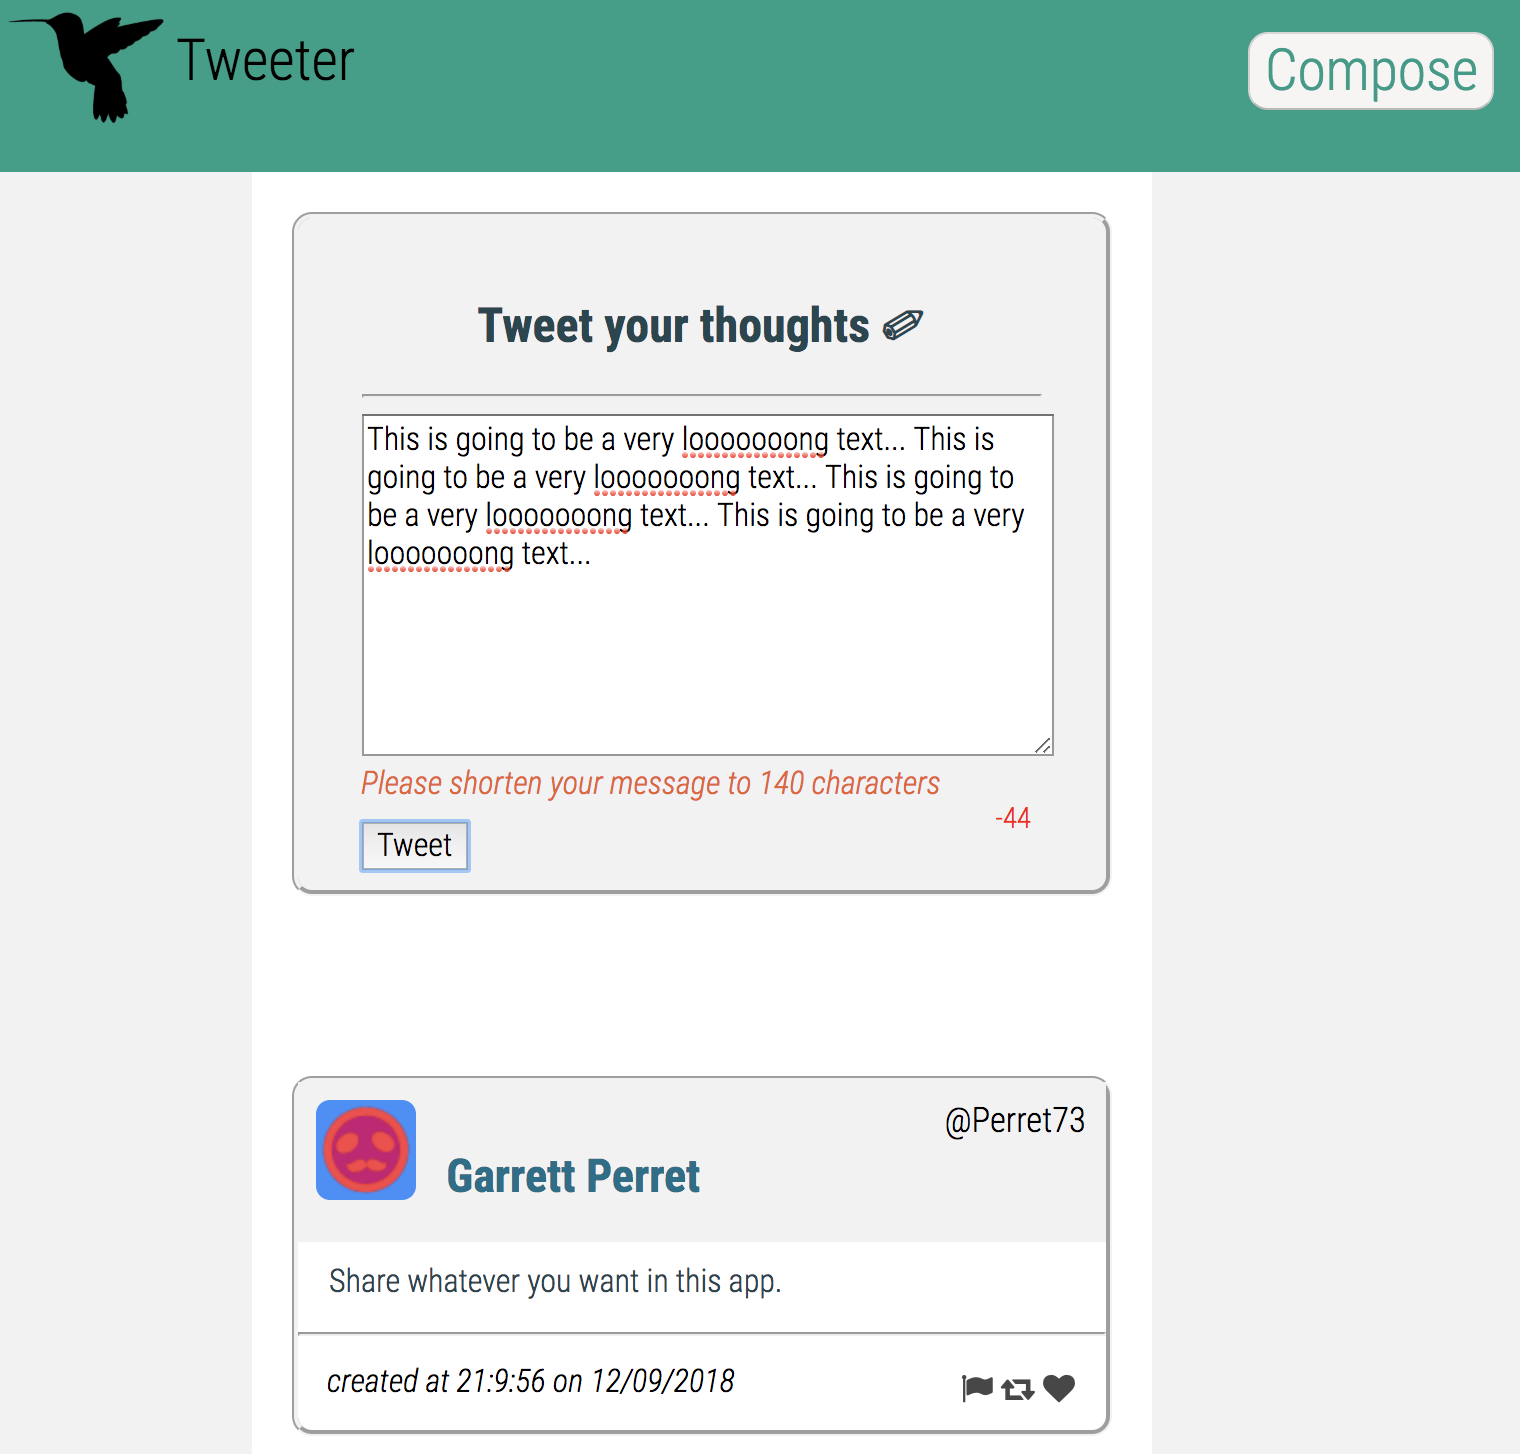 Tweeter
Compose
Tweet your thoughts
This is going to be a very looooooong text... This is
going to be a very looooooong text... This is going to
be a very looooooong text... This is going to be a very
looooooong text...
Please shorten your message to 140 characters
-44
Tweet
@Perret73
Garrett Perret
Share whatever you want in this app.
created at 21:9:56 on 12/09/2018